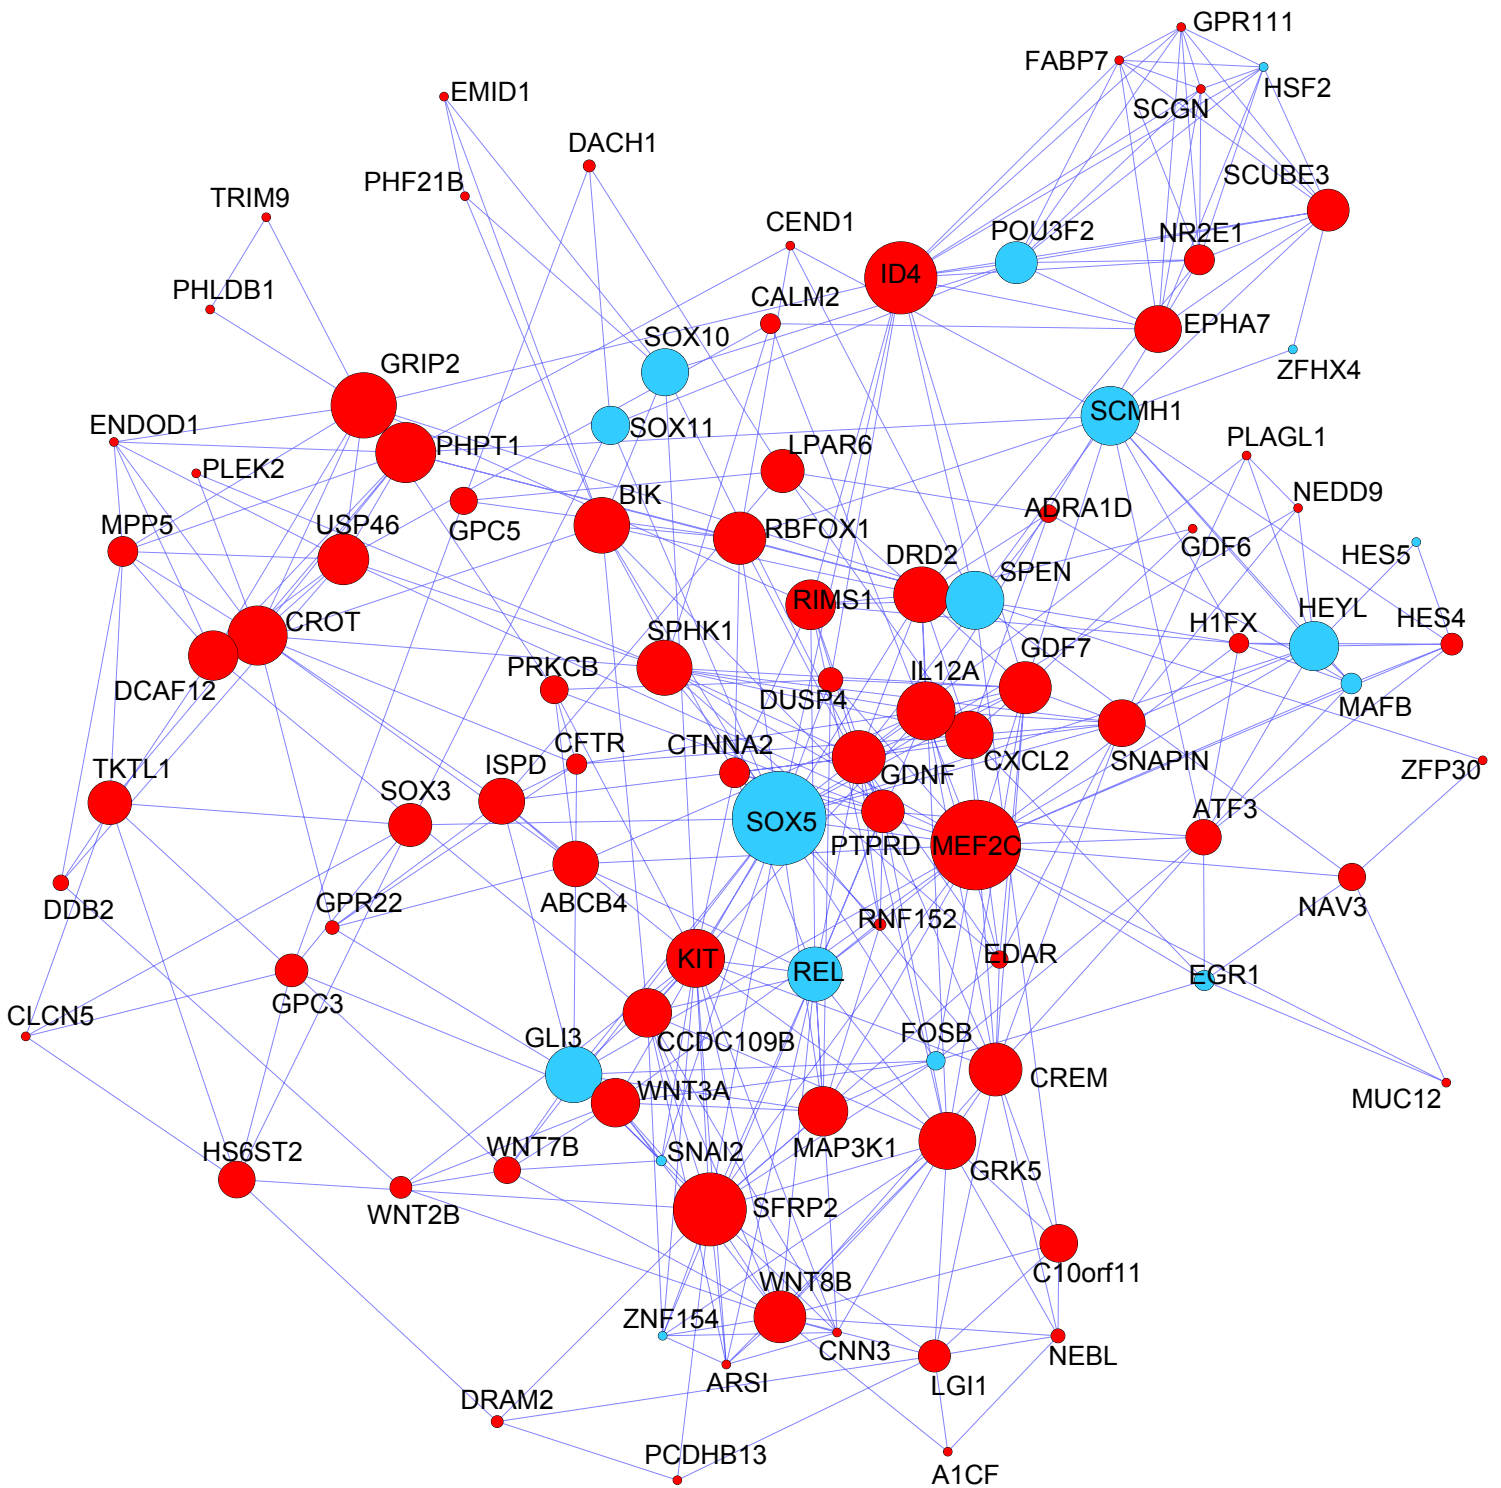 GPR111
FABP7
HSF2
EMID1
SCGN
DACH1
SCUBE3
PHF21B
TRIM9
CEND1
POU3F2
NR2E1
ID4
PHLDB1
CALM2
EPHA7
SOX10
GRIP2
ZFHX4
SCMH1
ENDOD1
SOX11
PLAGL1
PHPT1
LPAR6
PLEK2
NEDD9
BIK
ADRA1D
MPP5
USP46
GPC5
RBFOX1
GDF6
HES5
DRD2
SPEN
RIMS1
HEYL
CROT
H1FX
HES4
SPHK1
GDF7
PRKCB
IL12A
DCAF12
DUSP4
MAFB
CFTR
CTNNA2
SNAPIN
ZFP30
TKTL1
ISPD
GDNF
CXCL2
SOX3
ATF3
SOX5
PTPRD
MEF2C
DDB2
GPR22
ABCB4
NAV3
RNF152
KIT
EDAR
REL
EGR1
GPC3
CLCN5
GLI3
CCDC109B
FOSB
CREM
WNT3A
MUC12
HS6ST2
WNT7B
SNAI2
MAP3K1
GRK5
WNT2B
SFRP2
C10orf11
WNT8B
ZNF154
CNN3
NEBL
ARSI
LGI1
DRAM2
PCDHB13
A1CF